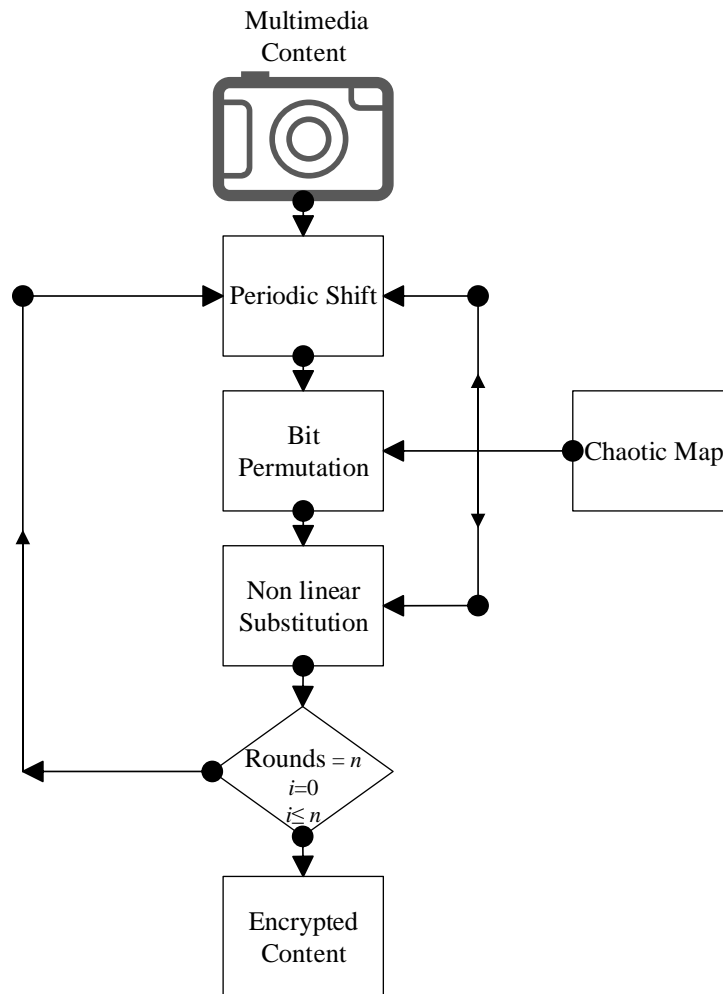 Multimedia
Content
Periodic Shift
Bit
Permutation
Chaotic Map
Non linear
Substitution
Rounds = n
i=0
i≤ n
Encrypted
Content